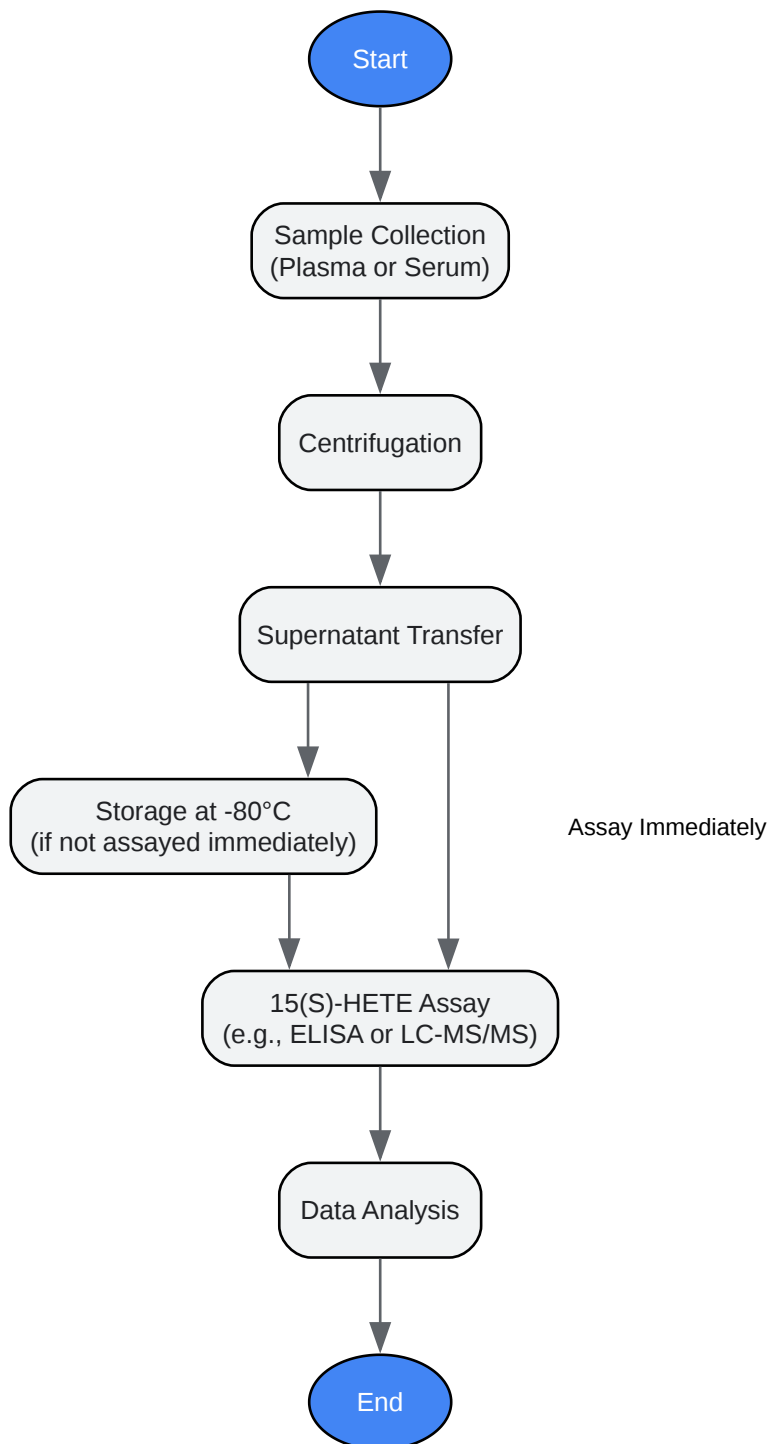 Start
Sample Collection
(Plasma or Serum)
Centrifugation
Supernatant Transfer
Storage at -80°C
(if not assayed immediately)
Assay Immediately
15(S)-HETE Assay
(e.g., ELISA or LC-MS/MS)
Data Analysis
End